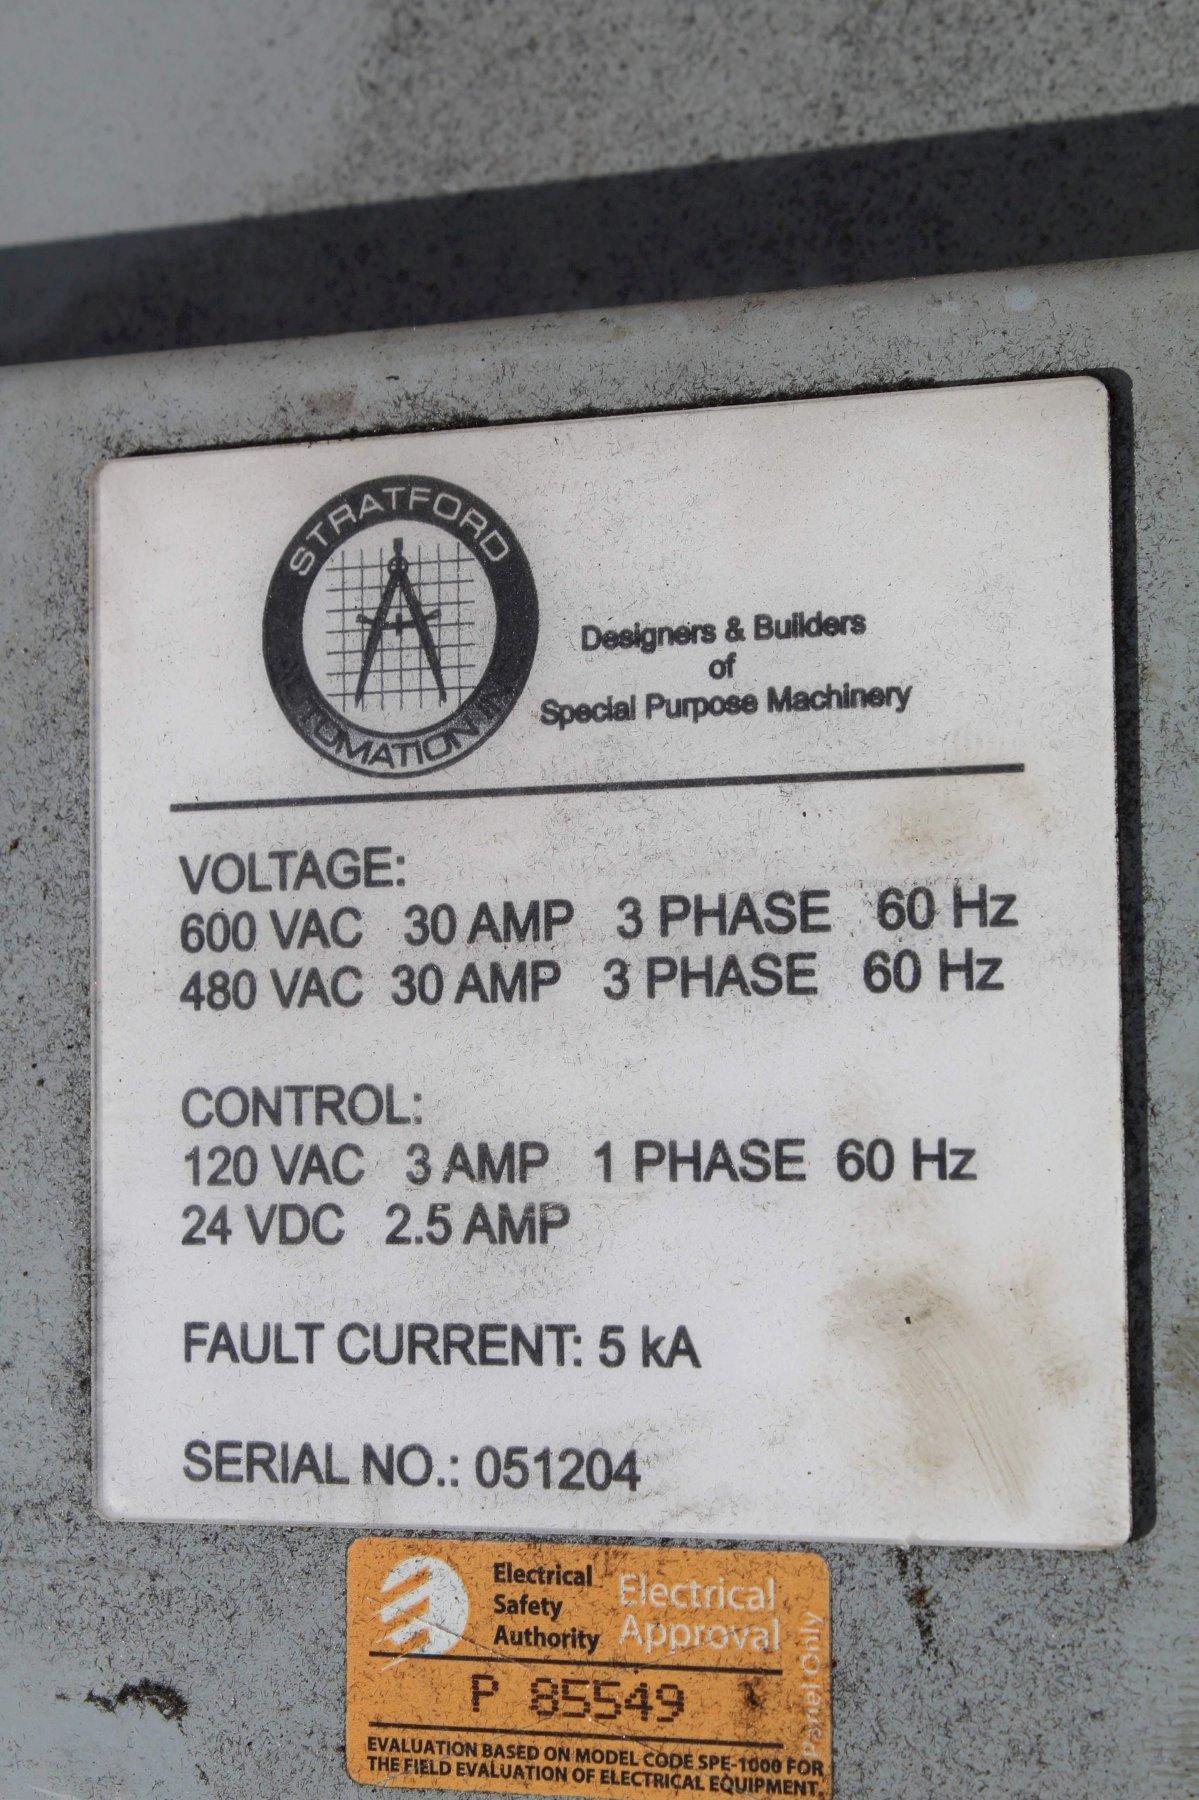 STRATFORD
Designers & Builders
of
Special Purpose Machinery
VOLTAGE:
600 VAC 30 AMP 3 PHASE 60 Hz
480 VAC 30 AMP 3 PHASE 60 Hz
CONTROL:
120 VAC 3 AMP 1 PHASE 60 Hz
24 VDC 2.5 AMP
FAULT CURRENT: 5 kA
SERIAL NO.: 051204
Electrical
Safety
Authority
Electrical
Approval
Panel Only
P 85549
EVALUATION BASED ON MODEL CODE SPE-1000 FOR
THE FIELD EVALUATION OF ELECTRICAL EQUIPMENT.